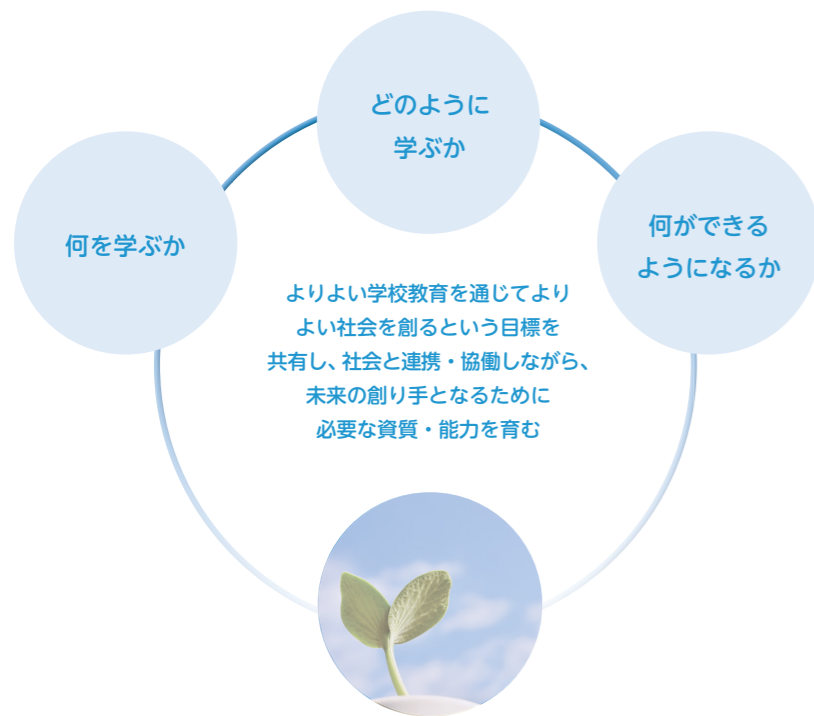 どのように
学ぶか
何を学ぶか
何ができる
ようになるか
よりよい学校教育を通じてより
よい社会を創るという目標を
共有し、社会と連携・協働しながら、
未来の創り手となるために
必要な資質・能力を育む